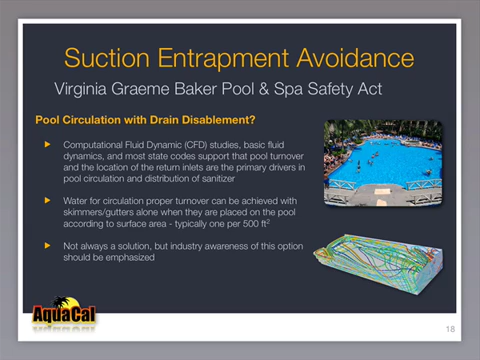 Suction Entrapment Avoidance
Virginia Graeme Baker Pool & Spa Safety Act
Pool Circulation with Drain Disablement?
Computational Fluid Dynamic (CFD) studies, basic fluid
dynamics, and most state codes support that pool turnover
and the location of the return inlets are the primary drivers in
pool circulation and distribution of sanitizer
Water for circulation proper turnover can be achieved with
skimmers/gutters alone when they are placed on the pool
according to surface area - typically one per 500 ft²
Not always a solution, but industry awareness of this option
should be emphasized
AquaCal
18